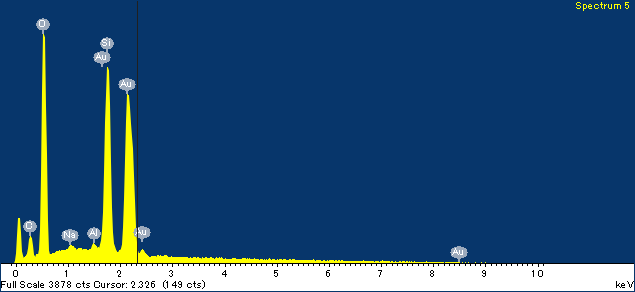 Spectrum 5
O
Si
Au
Au
Na
Al
Au
Au
0 1 2 3 4 5 6 7 8 9 10
Full Scale 3878 cts Cursor: 2.326 (149 cts) keV